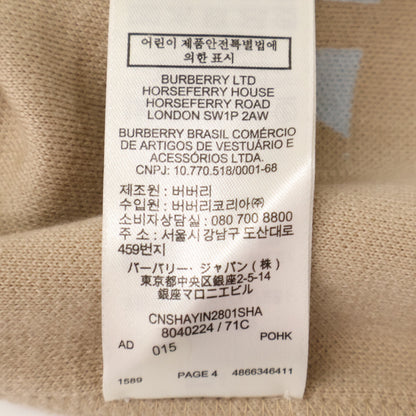 어린이 제품안전특별법에
의한 표시
BURBERRY LTD
HORSEFERRY HOUSE
HORSEFERRY ROAD
LONDON SW1P 2AW
BURBERRY BRASIL COMÉRCIO
DE ARTIGOS DE VESTUÁRIO E
ACESSÓRIOS LTDA.
CNPJ: 10.770.518/0001-68
제조원 : 버버리
수입원 : 버버리코리아㈜
소비자상담실 : 080 700 8800
주 소 : 서울시강남구 도산대로
459번지
バーバリー・ジャパン(株)
東京都中央区銀座2-5-14
銀座マロニエビル
CNSHAYIN2801SHA
8040224 / 71C
AD 015 POHK
1589 PAGE 4 4866346411